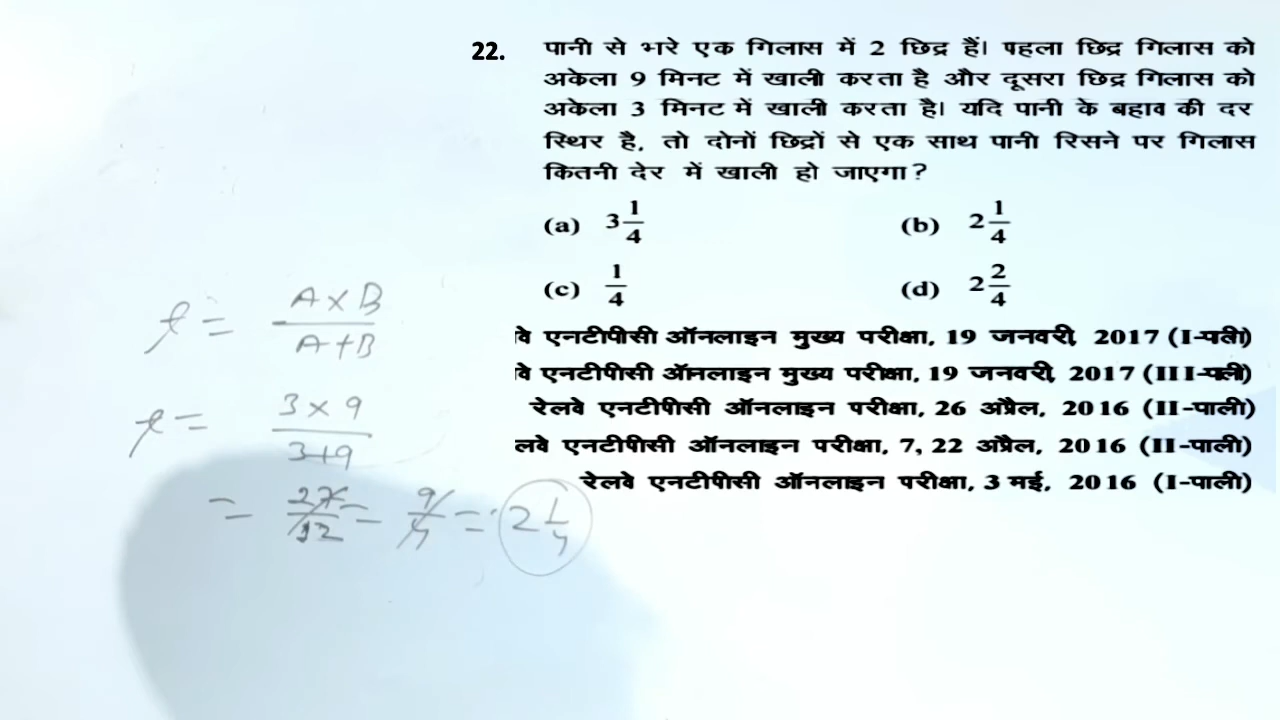 22. पानी से भरे एक गिलास में 2 छिद्र हैं। पहला छिद्र गिलास को
अकेला 9 मिनट में खाली करता है और दूसरा छिद्र गिलास को
अकेला 3 मिनट में खाली करता है। यदि पानी के बहाव की दर
स्थिर है, तो दोनों छिद्रों से एक साथ पानी रिसने पर गिलास
कितनी देर में खाली हो जाएगा?
(a) 3 1/4 (b) 2 1/4
(c) 1/4 (d) 2 2/4
वे एनटीपीसी ऑनलाइन मुख्य परीक्षा, 19 जनवरी, 2017 (I-पाली)
वे एनटीपीसी ऑनलाइन मुख्य परीक्षा, 19 जनवरी, 2017 (III-पाली)
रेलवे एनटीपीसी ऑनलाइन परीक्षा, 26 अप्रैल, 2016 (II-पाली)
लवे एनटीपीसी ऑनलाइन परीक्षा, 7, 22 अप्रैल, 2016 (II-पाली)
रेलवे एनटीपीसी ऑनलाइन परीक्षा, 3 मई, 2016 (I-पाली)
t = A×B/A+B
t = 3×9/3+9
= 27/12 = 9/4 = 2 1/4